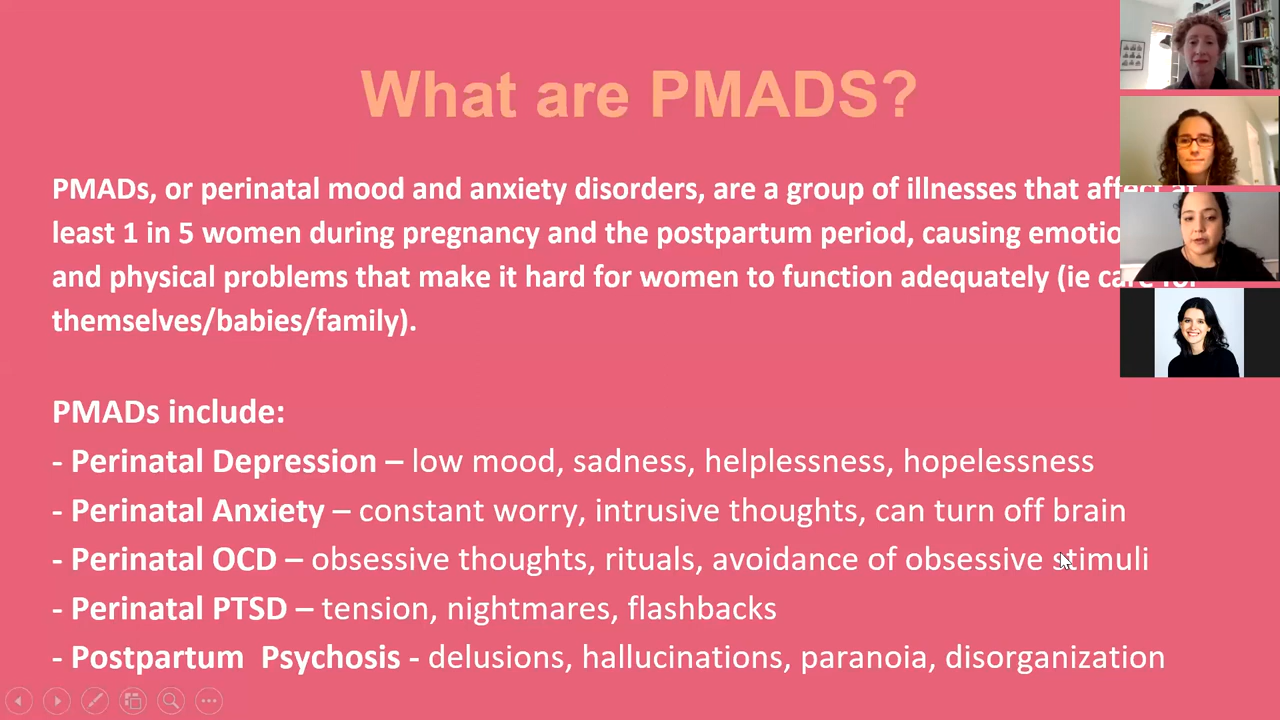 What are PMADS?
PMADs, or perinatal mood and anxiety disorders, are a group of illnesses that affect at
least 1 in 5 women during pregnancy and the postpartum period, causing
and physical problems that make it hard for women to function adequately (ie care for
themselves/babies/family).
PMADs include:
- Perinatal Depression – low mood, sadness, helplessness, hopelessness
- Perinatal Anxiety – constant worry, intrusive thoughts, can turn off brain
- Perinatal OCD – obsessive thoughts, rituals, avoidance of obsessive stimuli
- Perinatal PTSD – tension, nightmares, flashbacks
- Postpartum  Psychosis - delusions, hallucinations, paranoia, disorganization